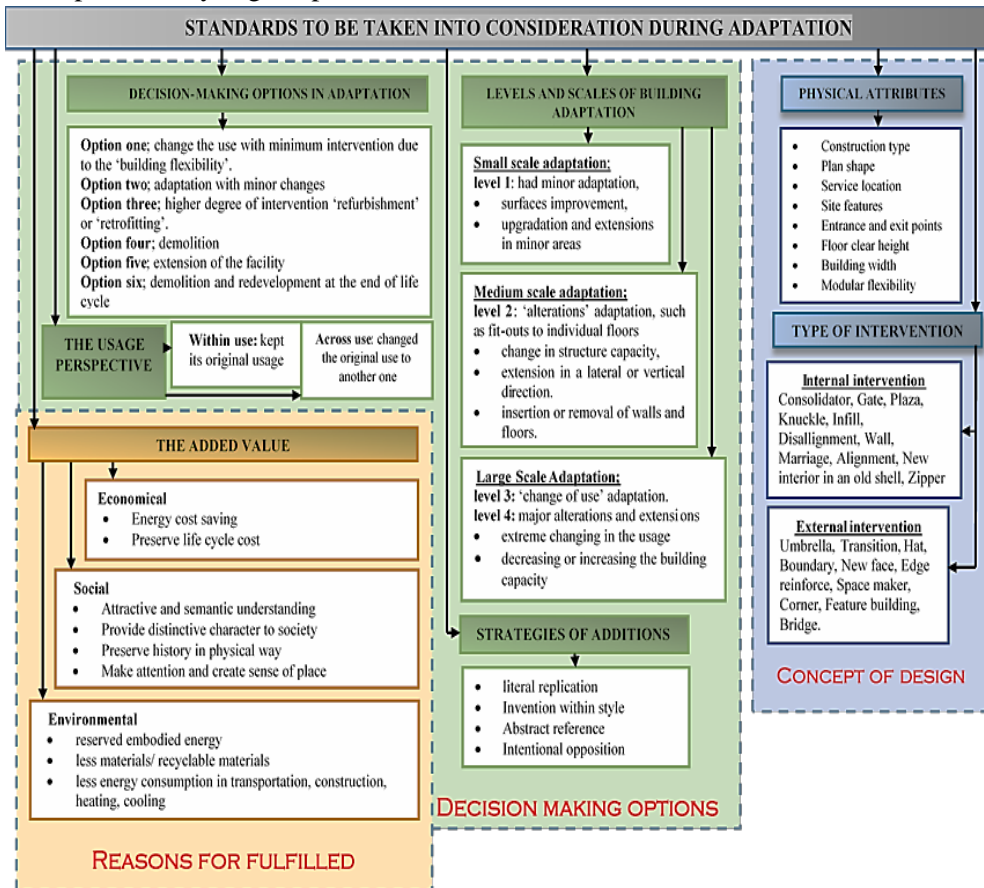 STANDARDS TO BE TAKEN INTO CONSIDERATION DURING ADAPTATION
DECISION-MAKING OPTIONS IN ADAPTATION
Option one; change the use with minimum intervention due
to the ‘building flexibility’.
Option two; adaptation with minor changes
Option three; higher degree of intervention ‘refurbishment’
or ‘retrofitting’.
Option four; demolition
Option five; extension of the facility
Option six; demolition and redevelopment at the end of life
cycle
THE USAGE
PERSPECTIVE
Within use: kept
its original usage
Across use: changed
the original use to
another one
THE ADDED VALUE
Economical
• Energy cost saving
• Preserve life cycle cost
Social
• Attractive and semantic understanding
• Provide distinctive character to society
• Preserve history in physical way
• Make attention and create sense of place
Environmental
• reserved embodied energy
• less materials/ recyclable materials
• less energy consumption in transportation, construction,
heating, cooling
REASONS FOR FULFILLED
LEVELS AND SCALES OF BUILDING
ADAPTATION
Small scale adaptation;
level 1: had minor adaptation,
• surfaces improvement,
• upgradation and extensions
in minor areas
Medium scale adaptation;
level 2: ‘alterations’ adaptation, such
as fit-outs to individual floors
• change in structure capacity,
• extension in a lateral or vertical
direction.
• insertion or removal of walls and
floors.
Large Scale Adaptation;
level 3: ‘change of use’ adaptation.
level 4: major alterations and extensions
• extreme changing in the usage
• decreasing or increasing the building
capacity
STRATEGIES OF ADDITIONS
• literal replication
• Invention within style
• Abstract reference
• Intentional opposition
DECISION MAKING OPTIONS
PHYSICAL ATTRIBUTES
• Construction type
• Plan shape
• Service location
• Site features
• Entrance and exit points
• Floor clear height
• Building width
• Modular flexibility
TYPE OF INTERVENTION
Internal intervention
Consolidator, Gate, Plaza,
Knuckle, Infill,
Disallignment, Wall,
Marriage, Alignment, New
interior in an old shell, Zipper
External intervention
Umbrella, Transition, Hat,
Boundary, New face, Edge
reinforce, Space maker,
Corner, Feature building,
Bridge.
CONCEPT OF DESIGN